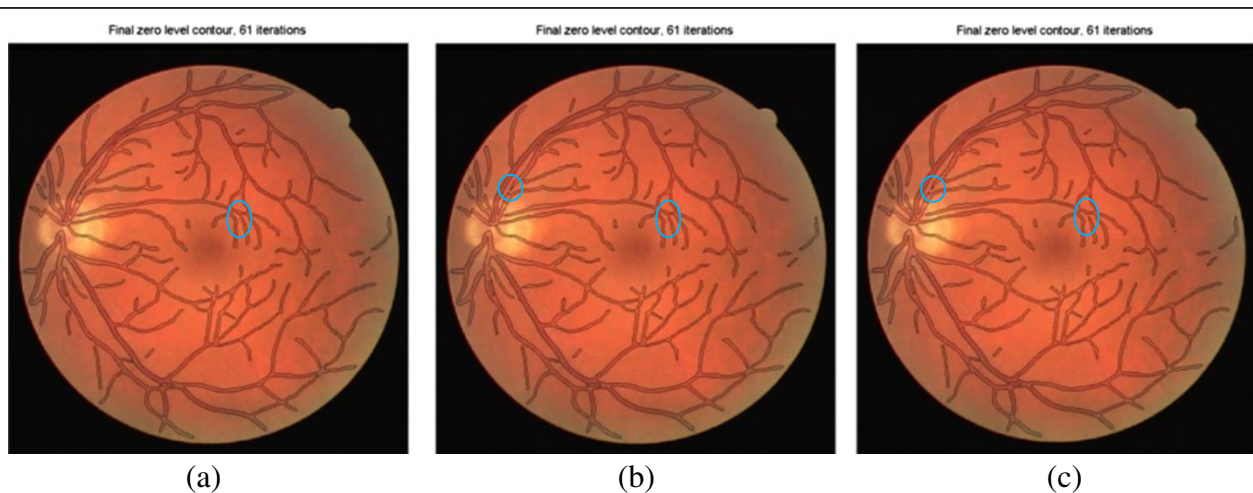 Final zero level contour, 61 iterations
Final zero level contour, 61 iterations
Final zero level contour, 61 iterations
(a)
(b)
(c)